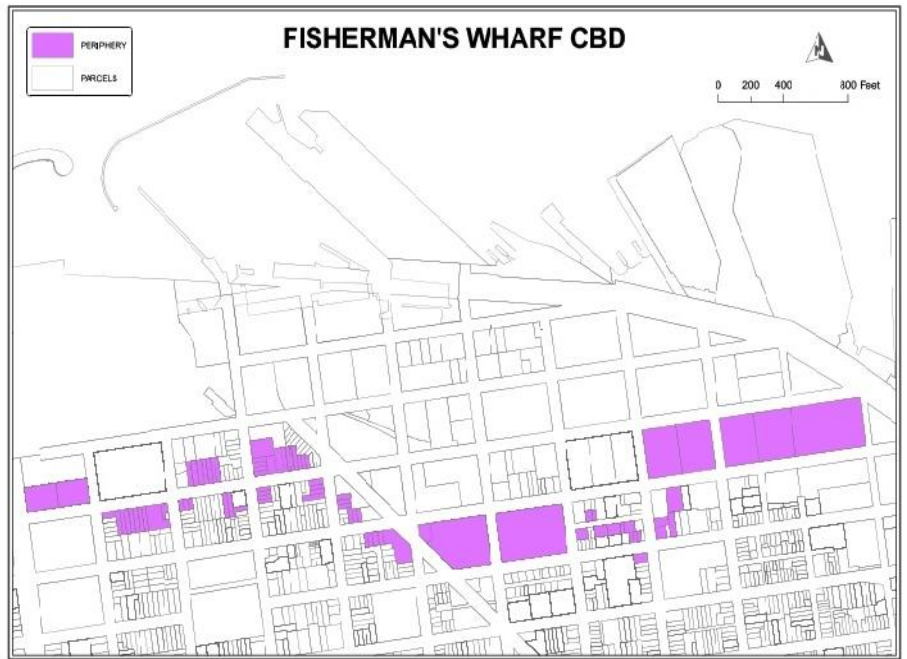 FISHERMAN'S WHARF CBD
PERIPHERY
PARCELS
N
0 200 400 800 Feet